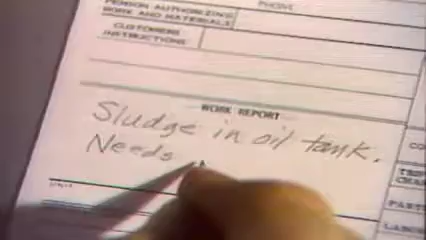 PHONE
PERSON AUTHORIZING
WORK AND MATERIALS
CUSTOMERS
INSTRUCTIONS
WORK REPORT
Sludge in oil tank.
Needs